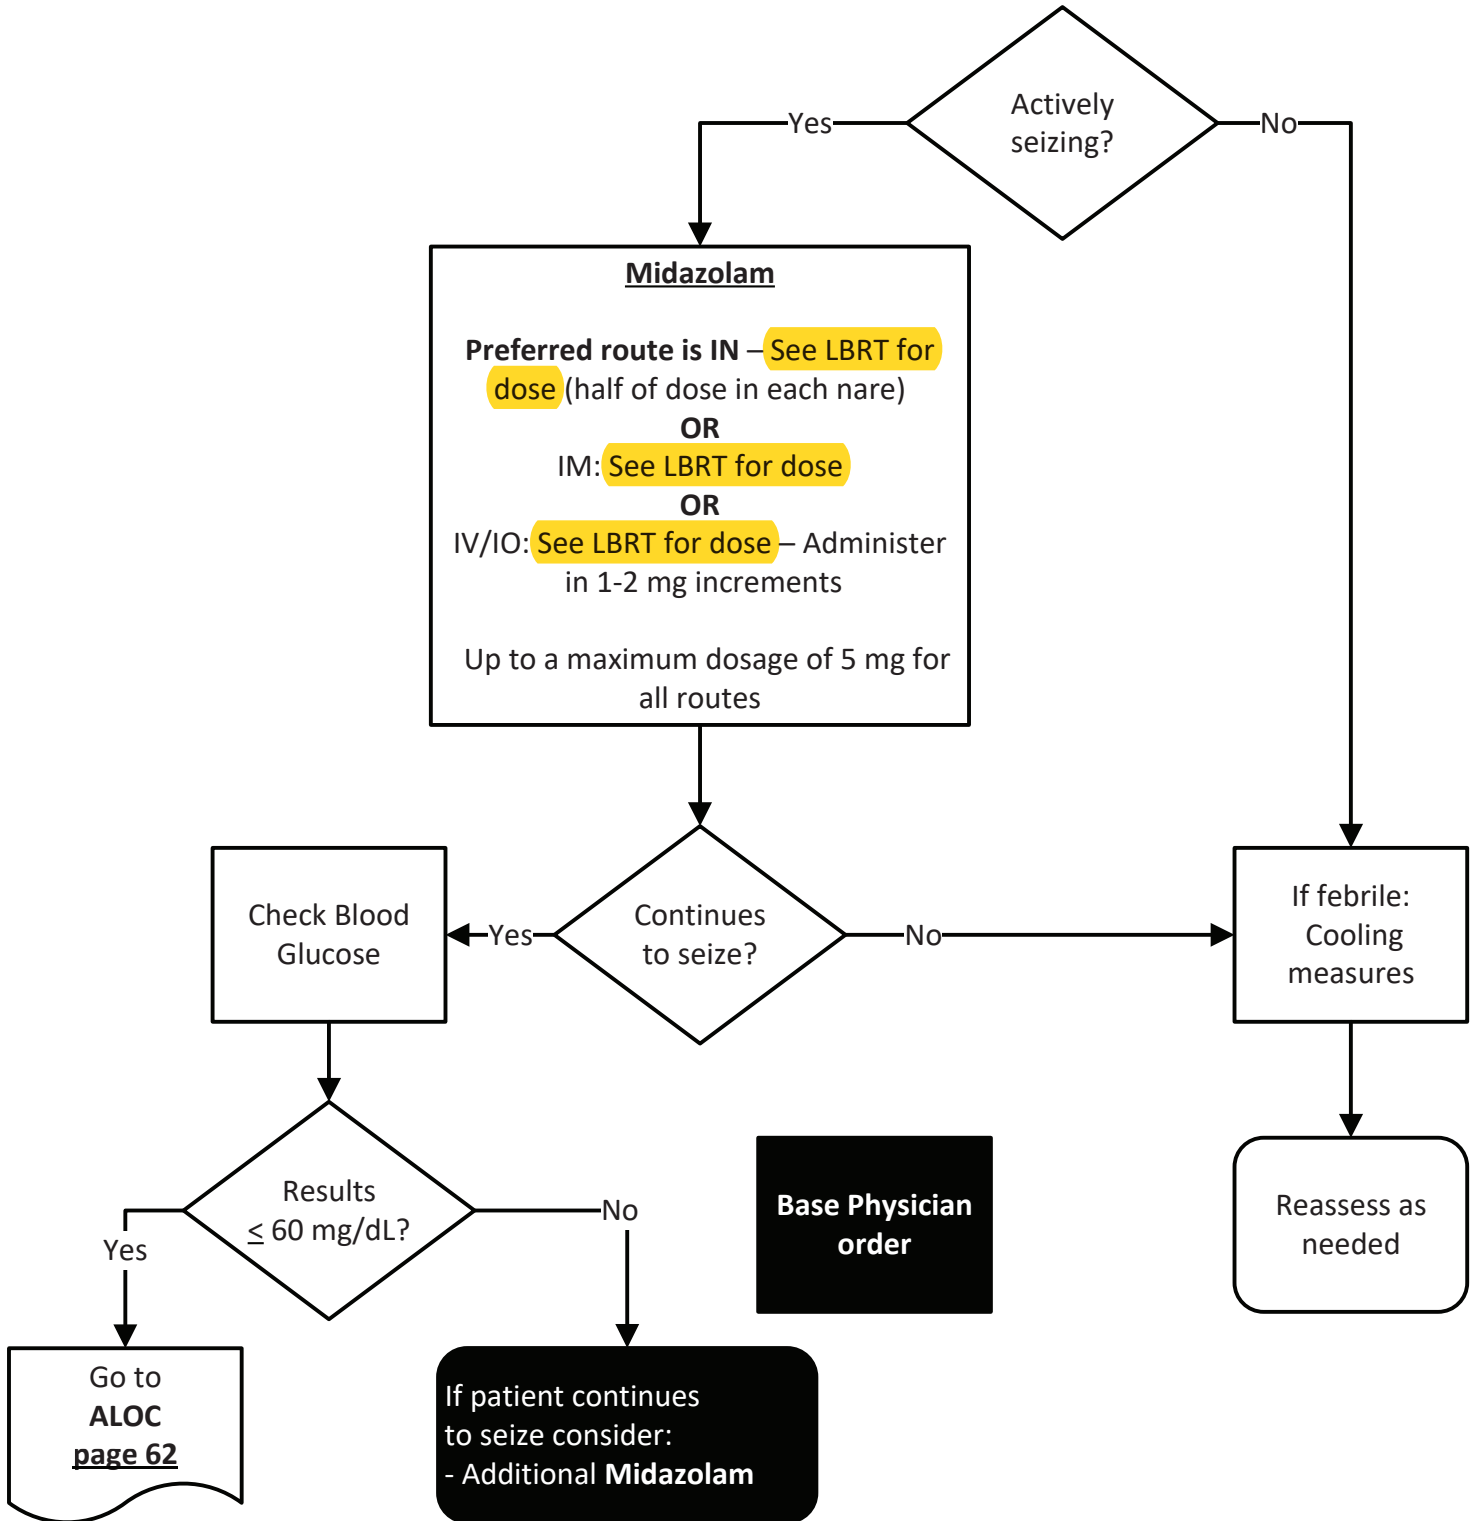 Actively
seizing?
Yes
No
Midazolam
Preferred route is IN – See LBRT for
dose (half of dose in each nare)
OR
IM: See LBRT for dose
OR
IV/IO: See LBRT for dose – Administer
in 1-2 mg increments
Up to a maximum dosage of 5 mg for
all routes
Continues
to seize?
Yes
No
Check Blood
Glucose
If febrile:
Cooling
measures
Results
≤ 60 mg/dL?
Yes
No
Base Physician
order
Reassess as
needed
Go to
ALOC
page 62
If patient continues
to seize consider:
- Additional Midazolam